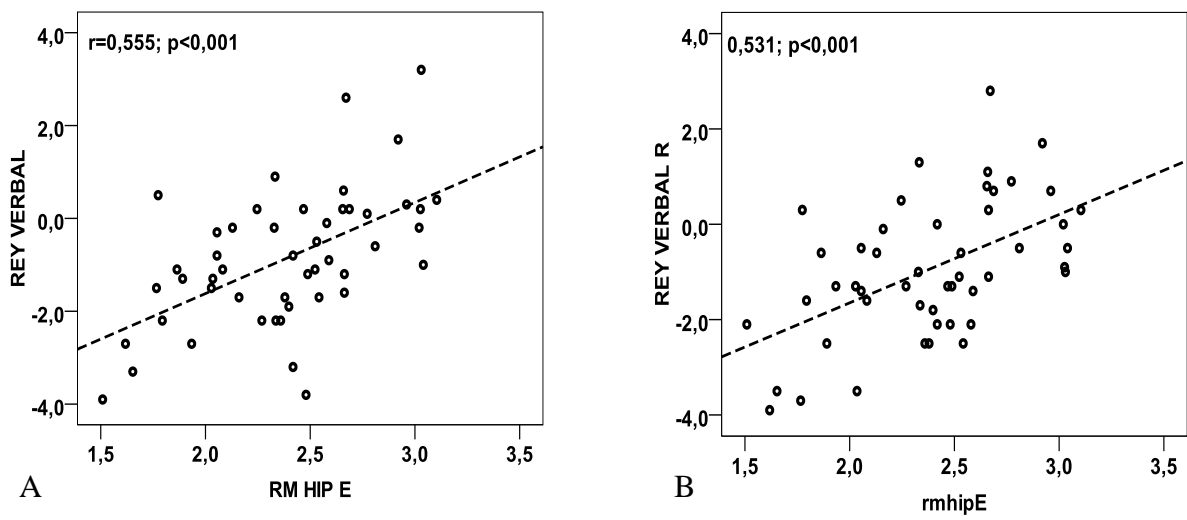 r=0,555; p<0,001
4,0
2,0
0,0
-2,0
-4,0
REY VERBAL
1,5
2,0
2,5
3,0
3,5
RM HIP E
A
0,531; p<0,001
4,0
2,0
0,0
-2,0
-4,0
REY VERBAL R
1,5
2,0
2,5
3,0
3,5
rmhipE
B